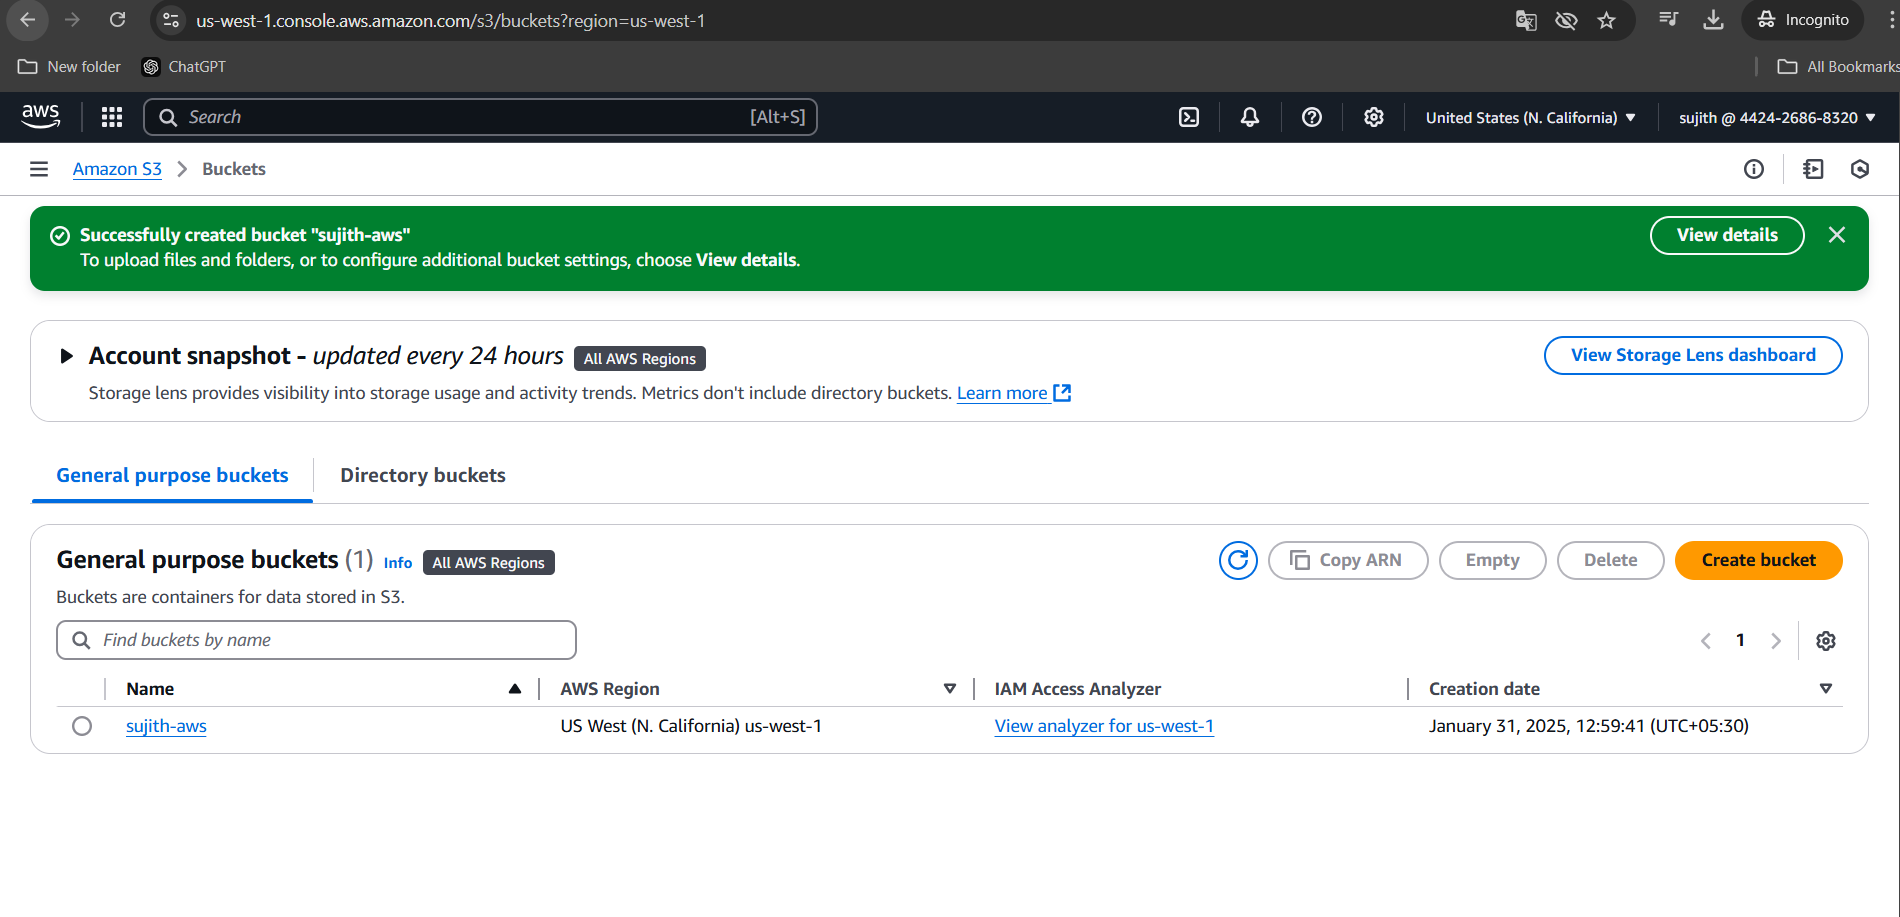 us-west-1.console.aws.amazon.com/s3/buckets?region=us-west-1
Incognito
New folder
ChatGPT
All Bookmarks
aws
Search
[Alt+S]
United States (N. California)
sujith @ 4424-2686-8320
Amazon S3
Buckets
Successfully created bucket "sujith-aws"
To upload files and folders, or to configure additional bucket settings, choose View details.
View details
Account snapshot - updated every 24 hours
All AWS Regions
View Storage Lens dashboard
Storage lens provides visibility into storage usage and activity trends. Metrics don't include directory buckets. Learn more
General purpose buckets
Directory buckets
General purpose buckets (1)
Info
All AWS Regions
Copy ARN
Empty
Delete
Create bucket
Buckets are containers for data stored in S3.
Find buckets by name
1
Name
AWS Region
IAM Access Analyzer
Creation date
sujith-aws
US West (N. California) us-west-1
View analyzer for us-west-1
January 31, 2025, 12:59:41 (UTC+05:30)